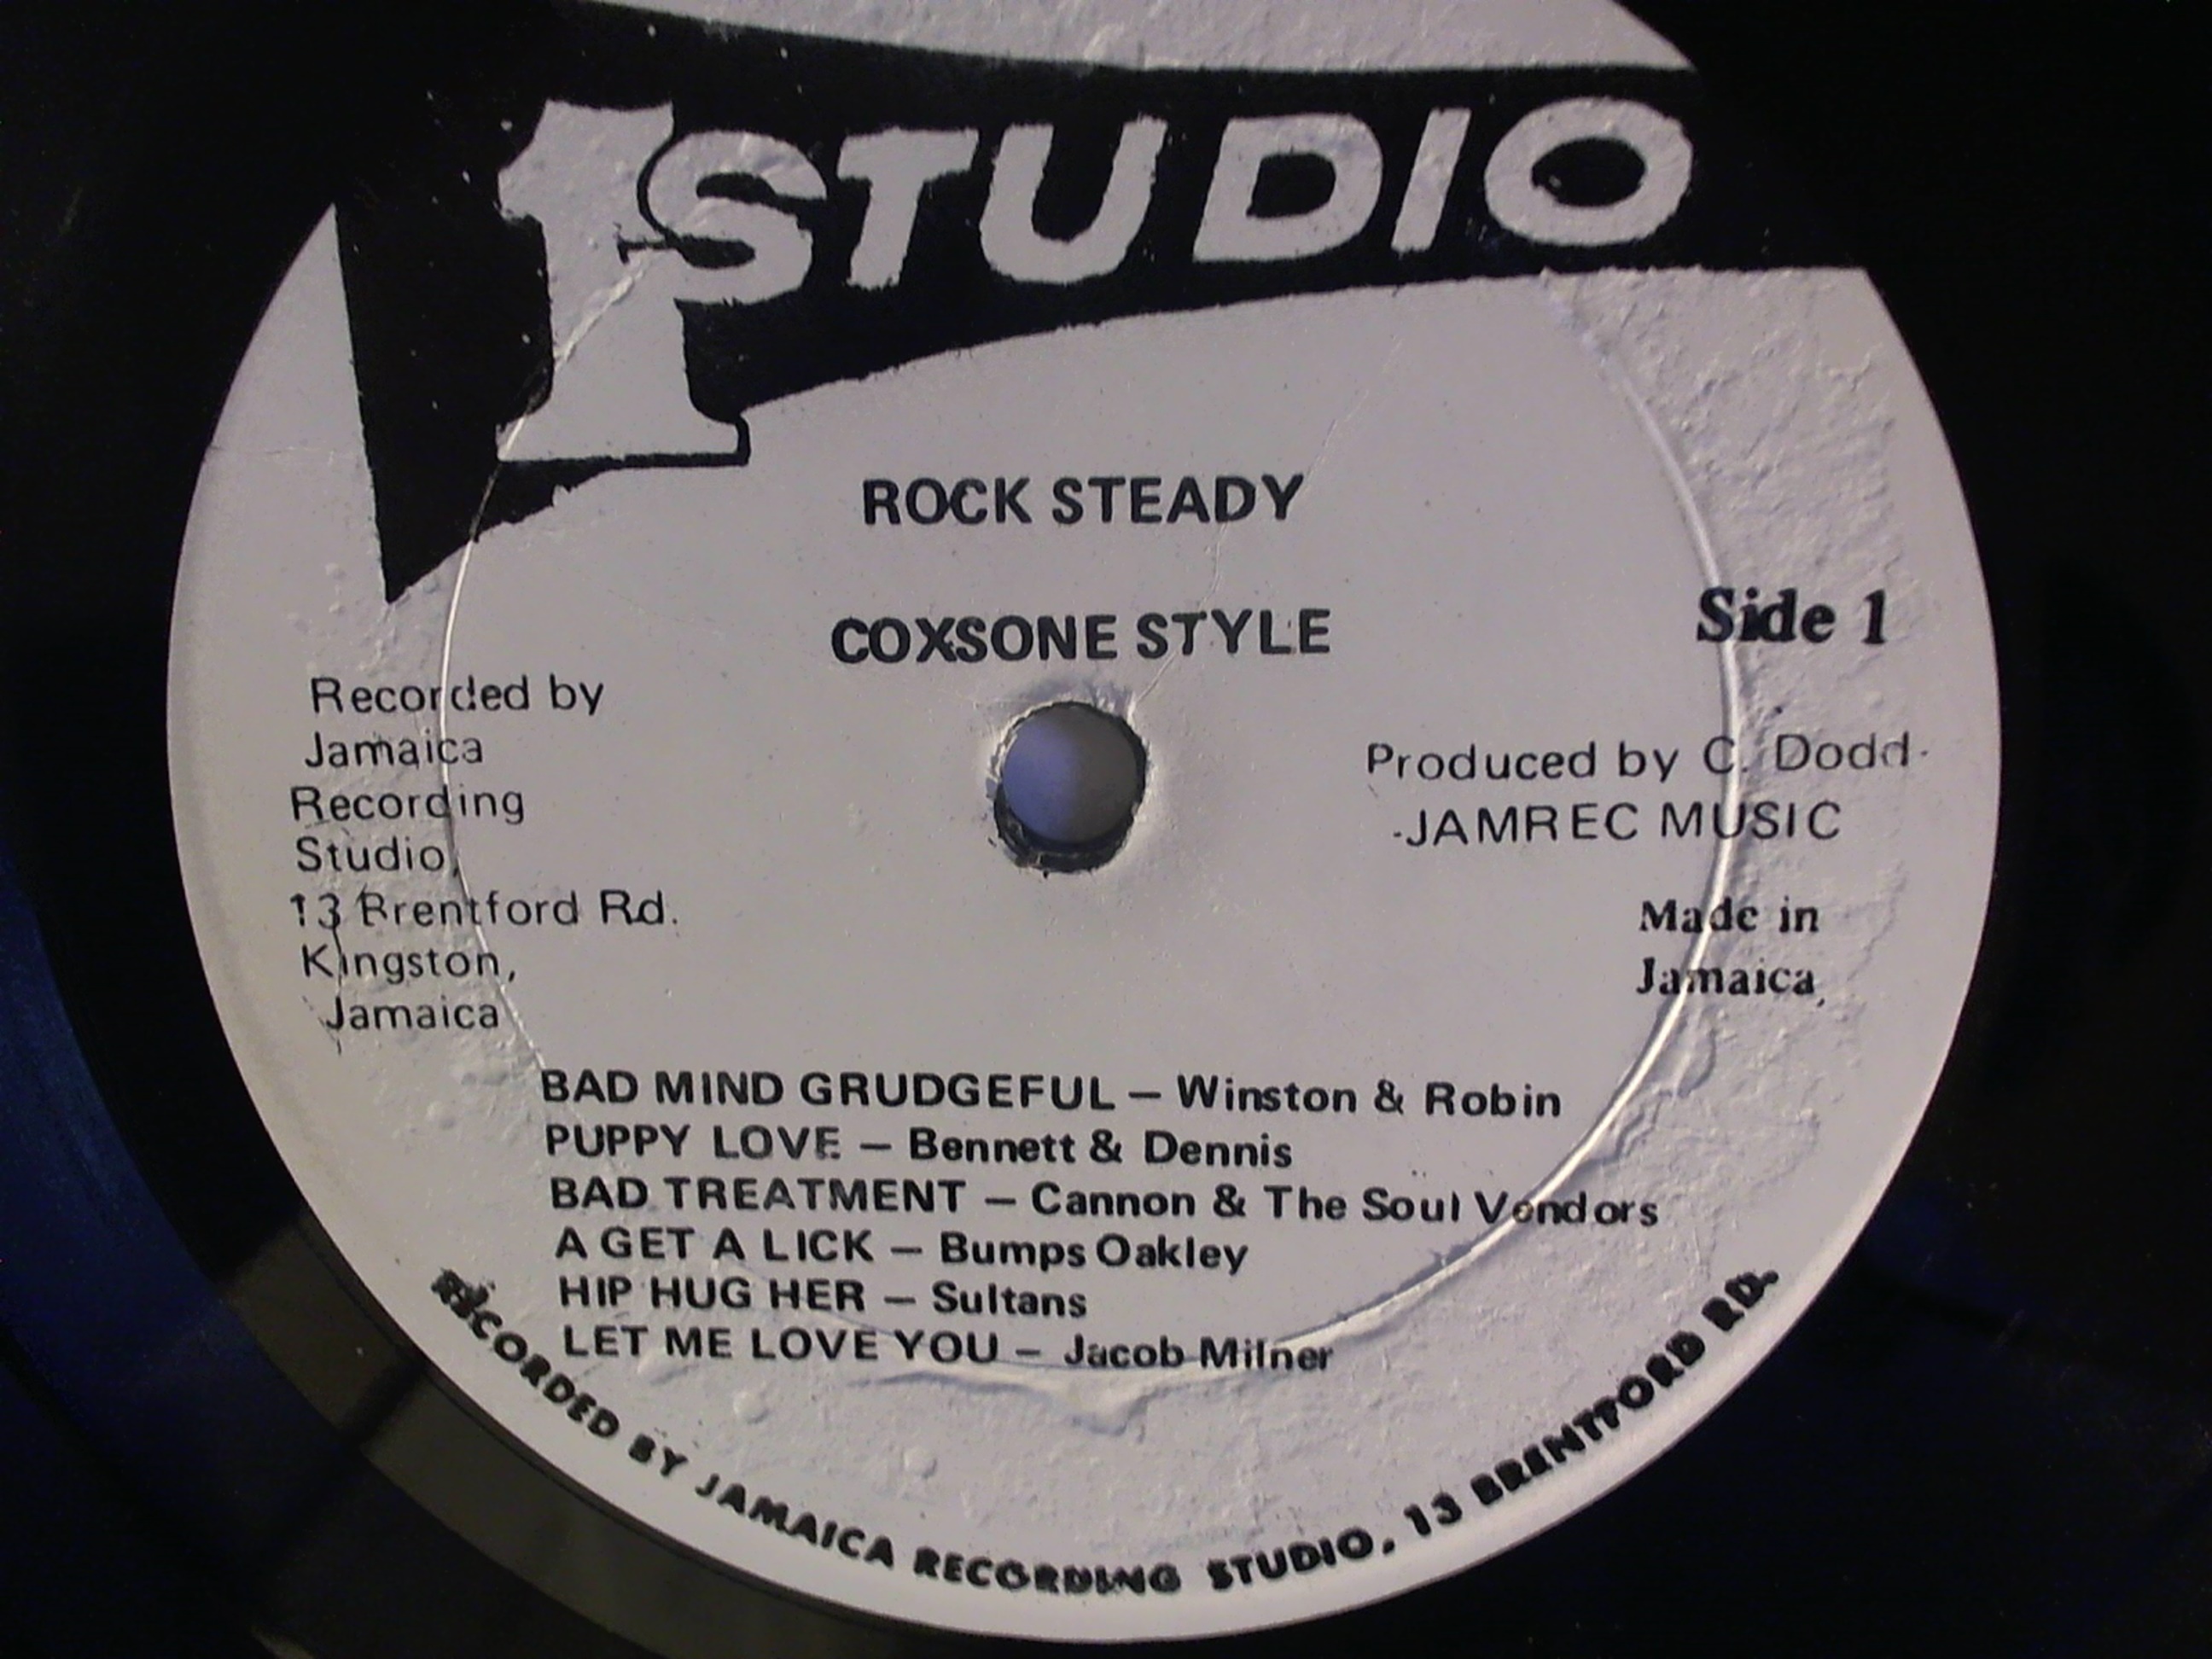 1 STUDIO
ROCK STEADY
COXSONE STYLE
Side 1
Recorded by
Jamaica
Recording
Studio,
13 Brentford Rd.
Kingston,
Jamaica
Produced by C. Dodd-
-JAMREC MUSIC
Made in
Jamaica
BAD MIND GRUDGEFUL — Winston & Robin
PUPPY LOVE — Bennett & Dennis
BAD TREATMENT — Cannon & The Soul Vendors
A GET A LICK — Bumps Oakley
HIP HUG HER — Sultans
LET ME LOVE YOU — Jacob Milner
RECORDED BY JAMAICA RECORDING STUDIO, 13 BRENTFORD RD.